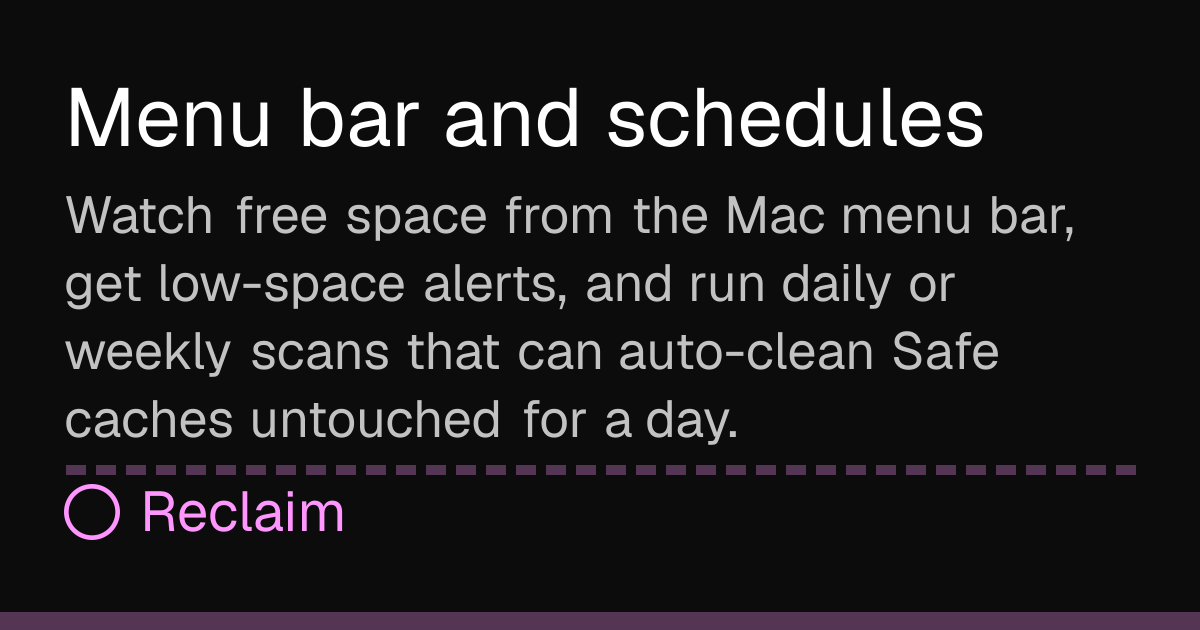 Menu bar and schedules
Watch free space from the Mac menu bar,
get low-space alerts, and run daily or
weekly scans that can auto-clean Safe
caches untouched for a day.
Reclaim